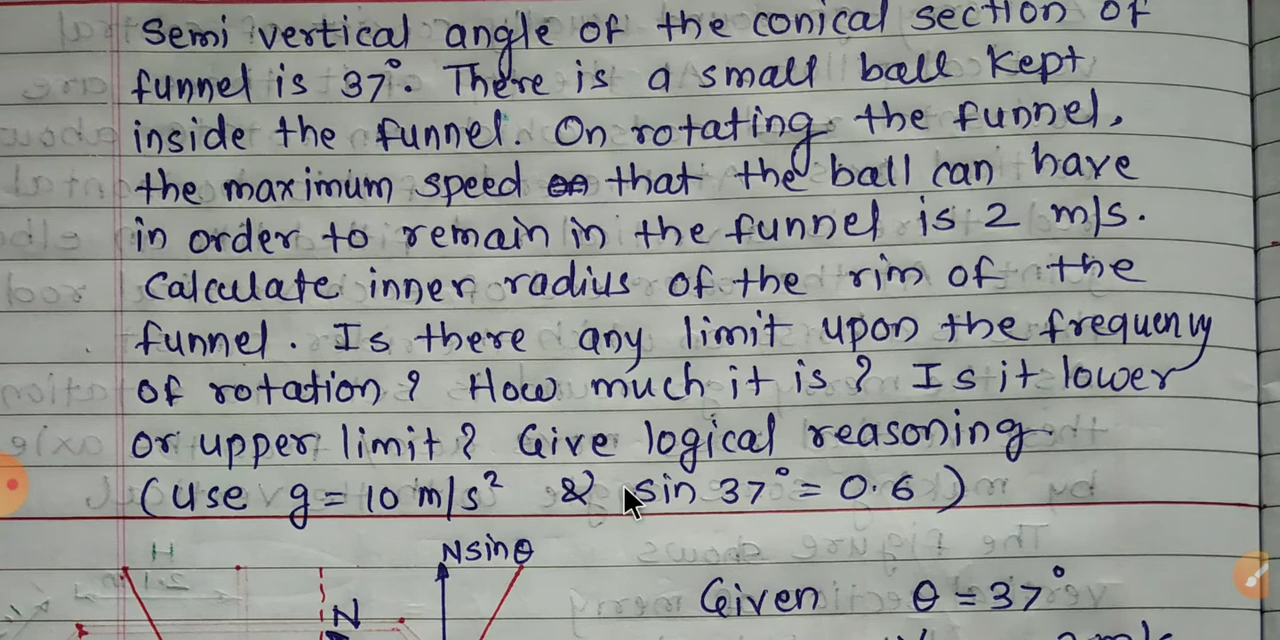 Semi vertical angle of the conical section of
funnel is 37°. There is a small ball kept
inside the funnel. On rotating the funnel,
the maximum speed that the ball can have
in order to remain in the funnel is 2 m/s.
Calculate inner radius of the rim of the
funnel. Is there any limit upon the frequency
of rotation? How much it is? Is it lower
or upper limit? Give logical reasoning.
(Use g = 10 m/s² & sin 37° = 0.6)
N sinθ
Given θ = 37°
N